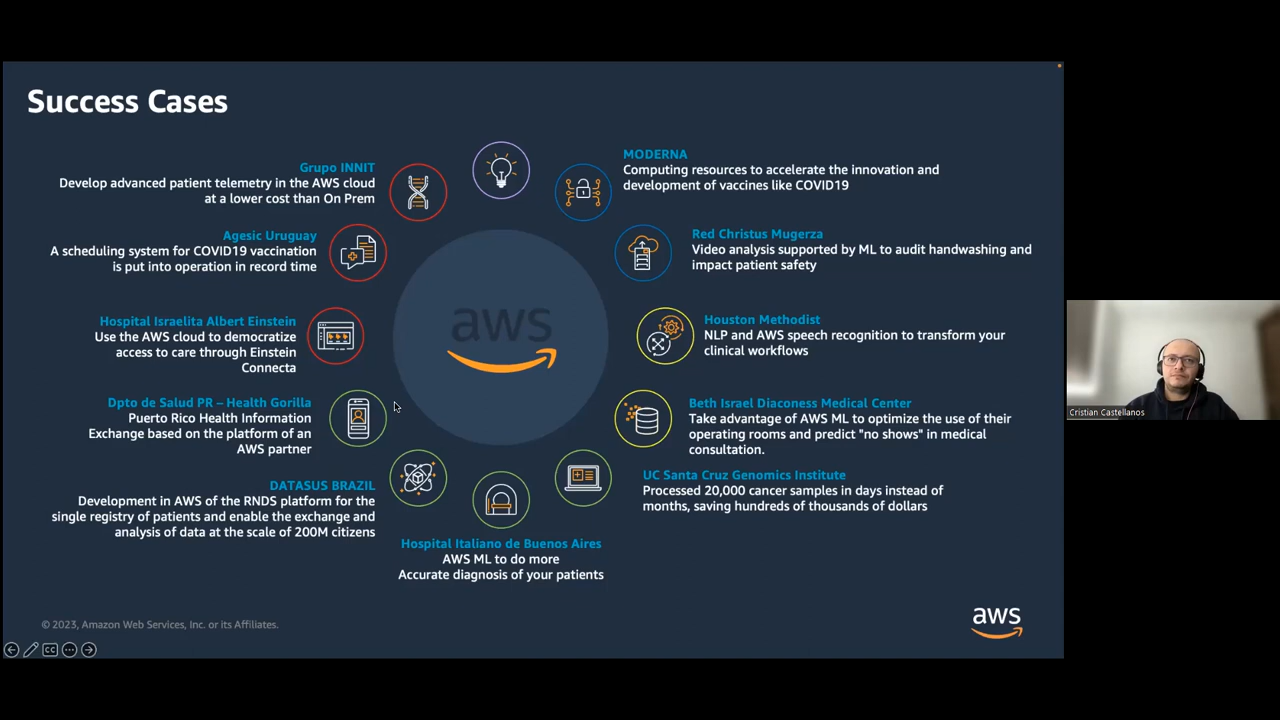 Success Cases
Grupo INNIT
Develop advanced patient telemetry in the AWS cloud
at a lower cost than On Prem
Agesic Uruguay
A scheduling system for COVID19 vaccination
is put into operation in record time
Hospital Israelita Albert Einstein
Use the AWS cloud to democratize
access to care through Einstein
Connecta
Dpto de Salud PR – Health Gorilla
Puerto Rico Health Information
Exchange based on the platform of an
AWS partner
DATASUS BRAZIL
Development in AWS of the RNDS platform for the
single registry of patients and enable the exchange and
analysis of data at the scale of 200M citizens
aws
Hospital Italiano de Buenos Aires
AWS ML to do more
Accurate diagnosis of your patients
MODERNA
Computing resources to accelerate the innovation and
development of vaccines like COVID19
Red Christus Mugerza
Video analysis supported by ML to audit handwashing and
impact patient safety
Houston Methodist
NLP and AWS speech recognition to transform your
clinical workflows
Beth Israel Diaconess Medical Center
Take advantage of AWS ML to optimize the use of their
operating rooms and predict "no shows" in medical
consultation.
UC Santa Cruz Genomics Institute
Processed 20,000 cancer samples in days instead of
months, saving hundreds of thousands of dollars
© 2023, Amazon Web Services, Inc. or its Affiliates.
aws
CC
Cristian Castellanos